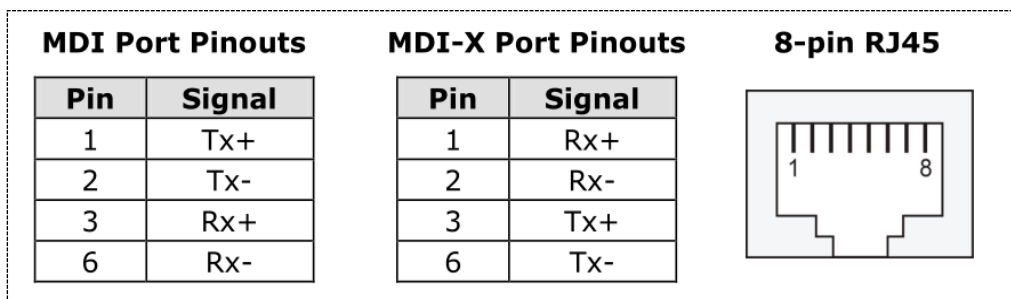 MDI Port Pinouts
Pin Signal
1 Tx+
2 Tx-
3 Rx+
6 Rx-
MDI-X Port Pinouts
Pin Signal
1 Rx+
2 Rx-
3 Tx+
6 Tx-
8-pin RJ45
1 8